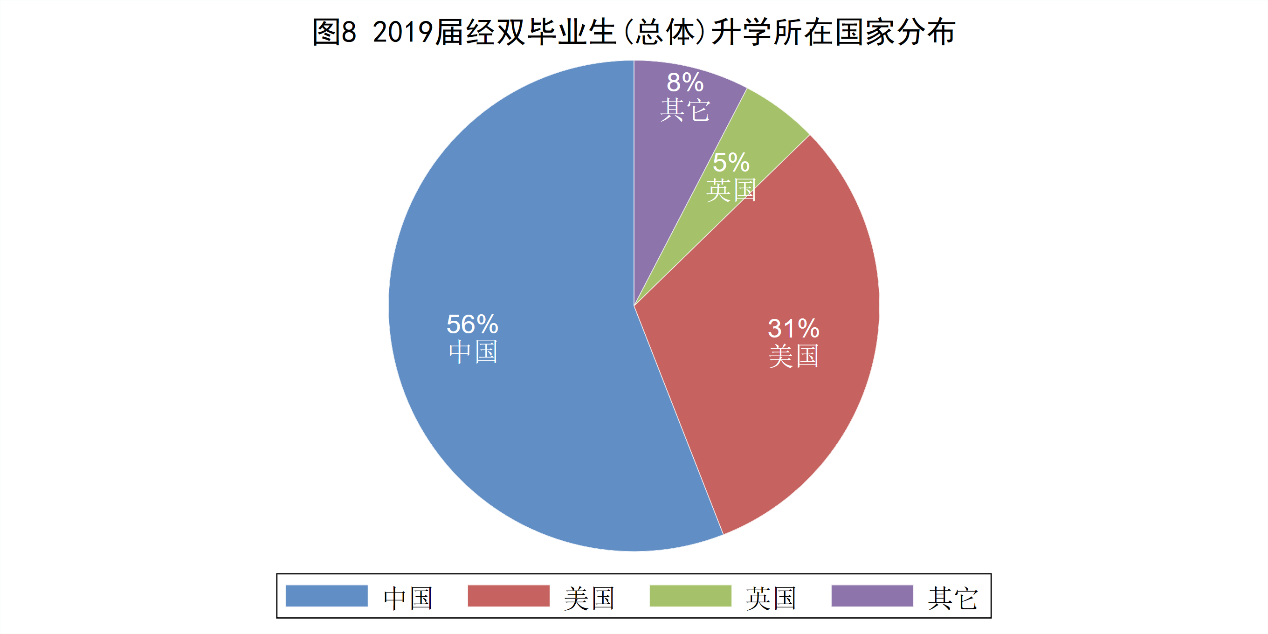 图8 2019届经双毕业生(总体)升学所在国家分布
8%
其它
5%
英国
56%
中国
31%
美国
中国 美国 英国 其它